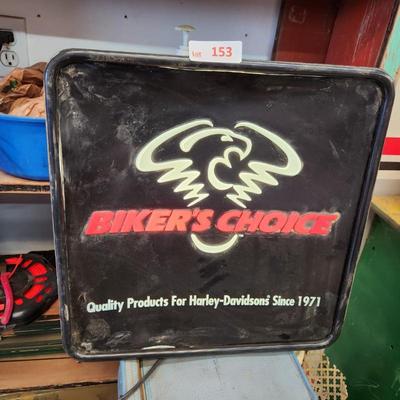 Lot 153
BIKER'S CHOICE
Quality Products For Harley-Davidsons® Since 1971